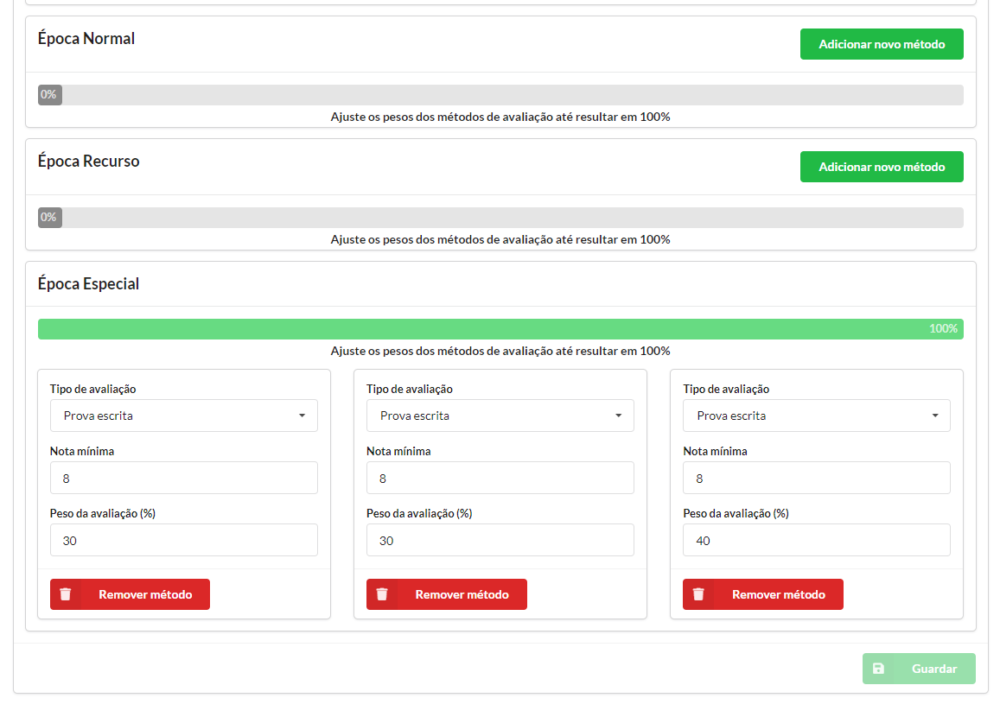 Época Normal
Adicionar novo método
0%
Ajuste os pesos dos métodos de avaliação até resultar em 100%
Época Recurso
Adicionar novo método
0%
Ajuste os pesos dos métodos de avaliação até resultar em 100%
Época Especial
100%
Ajuste os pesos dos métodos de avaliação até resultar em 100%
Tipo de avaliação
Prova escrita
Nota mínima
8
Peso da avaliação (%)
30
Remover método
Tipo de avaliação
Prova escrita
Nota mínima
8
Peso da avaliação (%)
30
Remover método
Tipo de avaliação
Prova escrita
Nota mínima
8
Peso da avaliação (%)
40
Remover método
Guardar